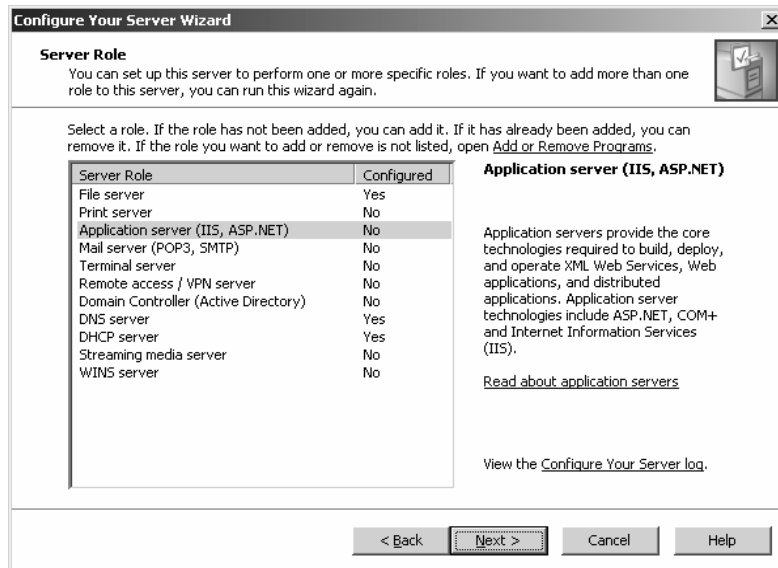 Configure Your Server Wizard
Server Role
You can set up this server to perform one or more specific roles. If you want to add more than one
role to this server, you can run this wizard again.
Select a role. If the role has not been added, you can add it. If it has already been added, you can
remove it. If the role you want to add or remove is not listed, open Add or Remove Programs.
Server Role Configured
File server Yes
Print server No
Application server (IIS, ASP.NET) No
Mail server (POP3, SMTP) No
Terminal server No
Remote access / VPN server No
Domain Controller (Active Directory) No
DNS server Yes
DHCP server Yes
Streaming media server No
WINS server No
Application server (IIS, ASP.NET)
Application servers provide the core
technologies required to build, deploy,
and operate XML Web Services, Web
applications, and distributed
applications. Application server
technologies include ASP.NET, COM+
and Internet Information Services
(IIS).
Read about application servers
View the Configure Your Server log.
< Back Next > Cancel Help